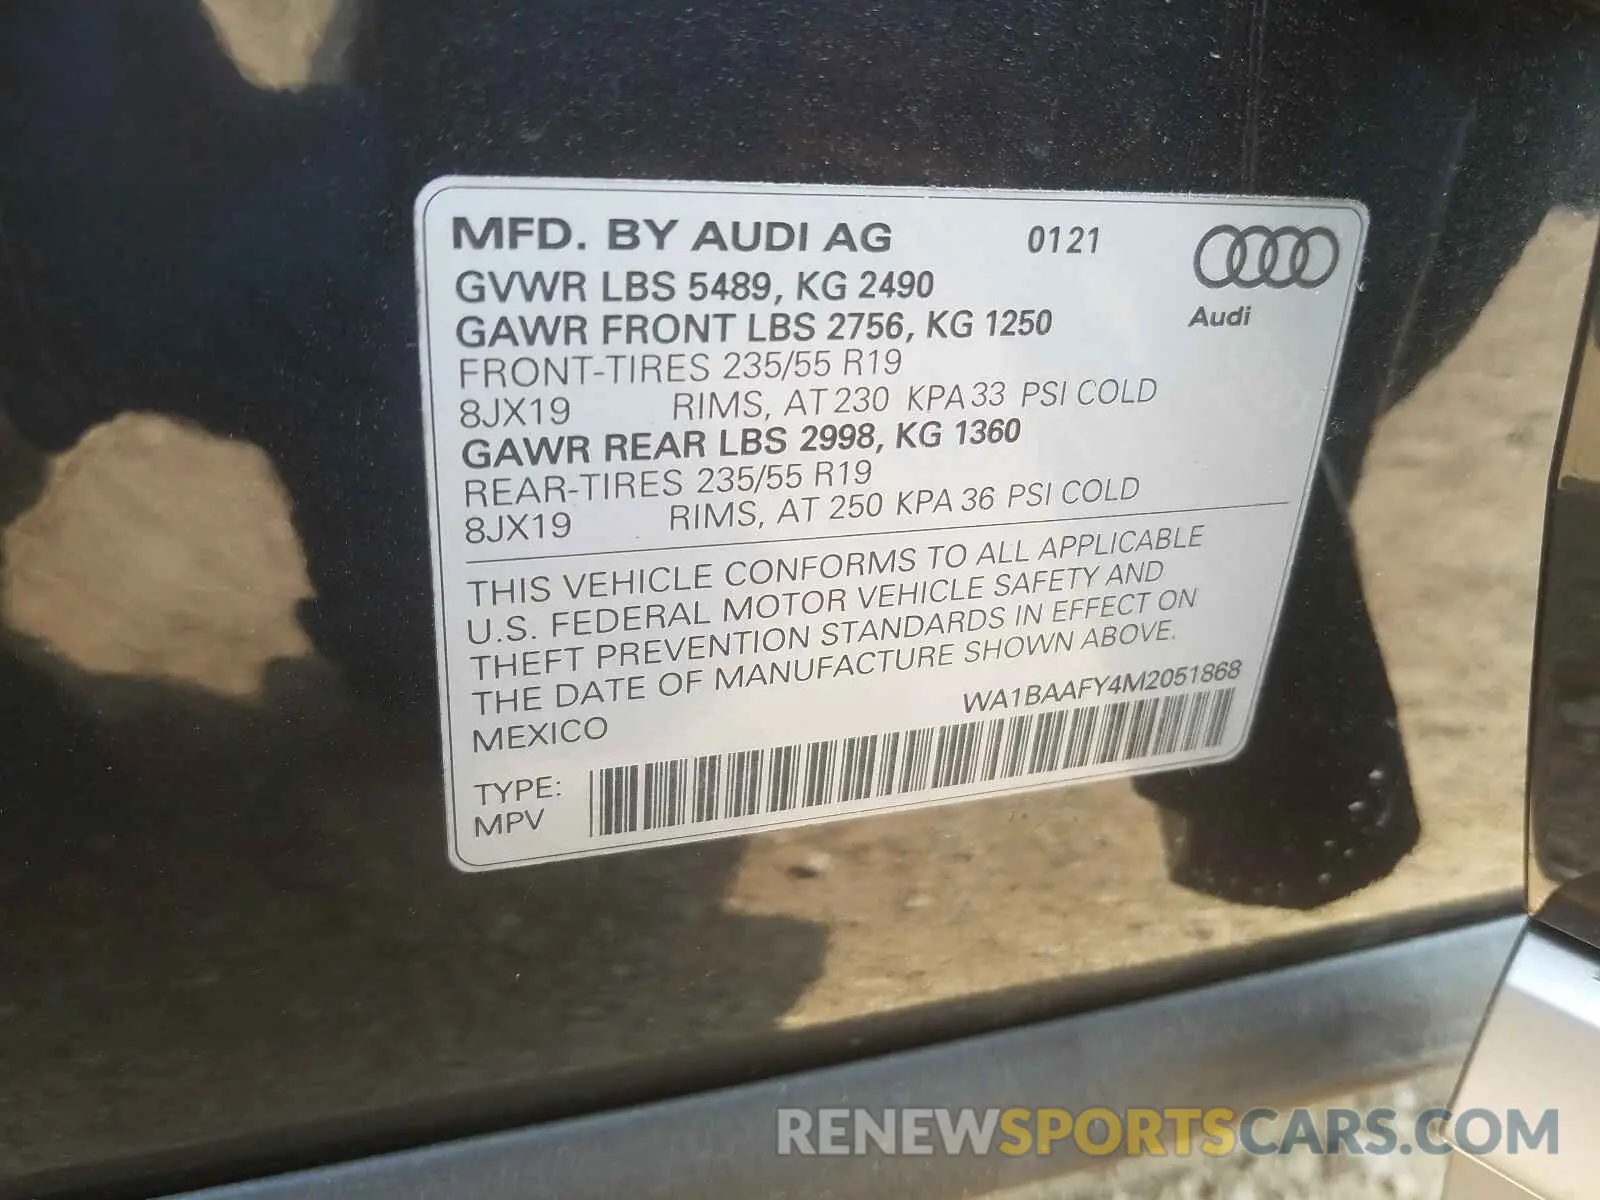 MFD. BY AUDI AG 0121
GVWR LBS 5489, KG 2490
GAWR FRONT LBS 2756, KG 1250
Audi
FRONT-TIRES 235/55 R19
8JX19 RIMS, AT 230 KPA 33 PSI COLD
GAWR REAR LBS 2998, KG 1360
REAR-TIRES 235/55 R19
8JX19 RIMS, AT 250 KPA 36 PSI COLD
THIS VEHICLE CONFORMS TO ALL APPLICABLE
U.S. FEDERAL MOTOR VEHICLE SAFETY AND
THEFT PREVENTION STANDARDS IN EFFECT ON
THE DATE OF MANUFACTURE SHOWN ABOVE.
MEXICO WA1BAAFY4M2051868
TYPE:
MPV
RENEWSPORTSCARS.COM